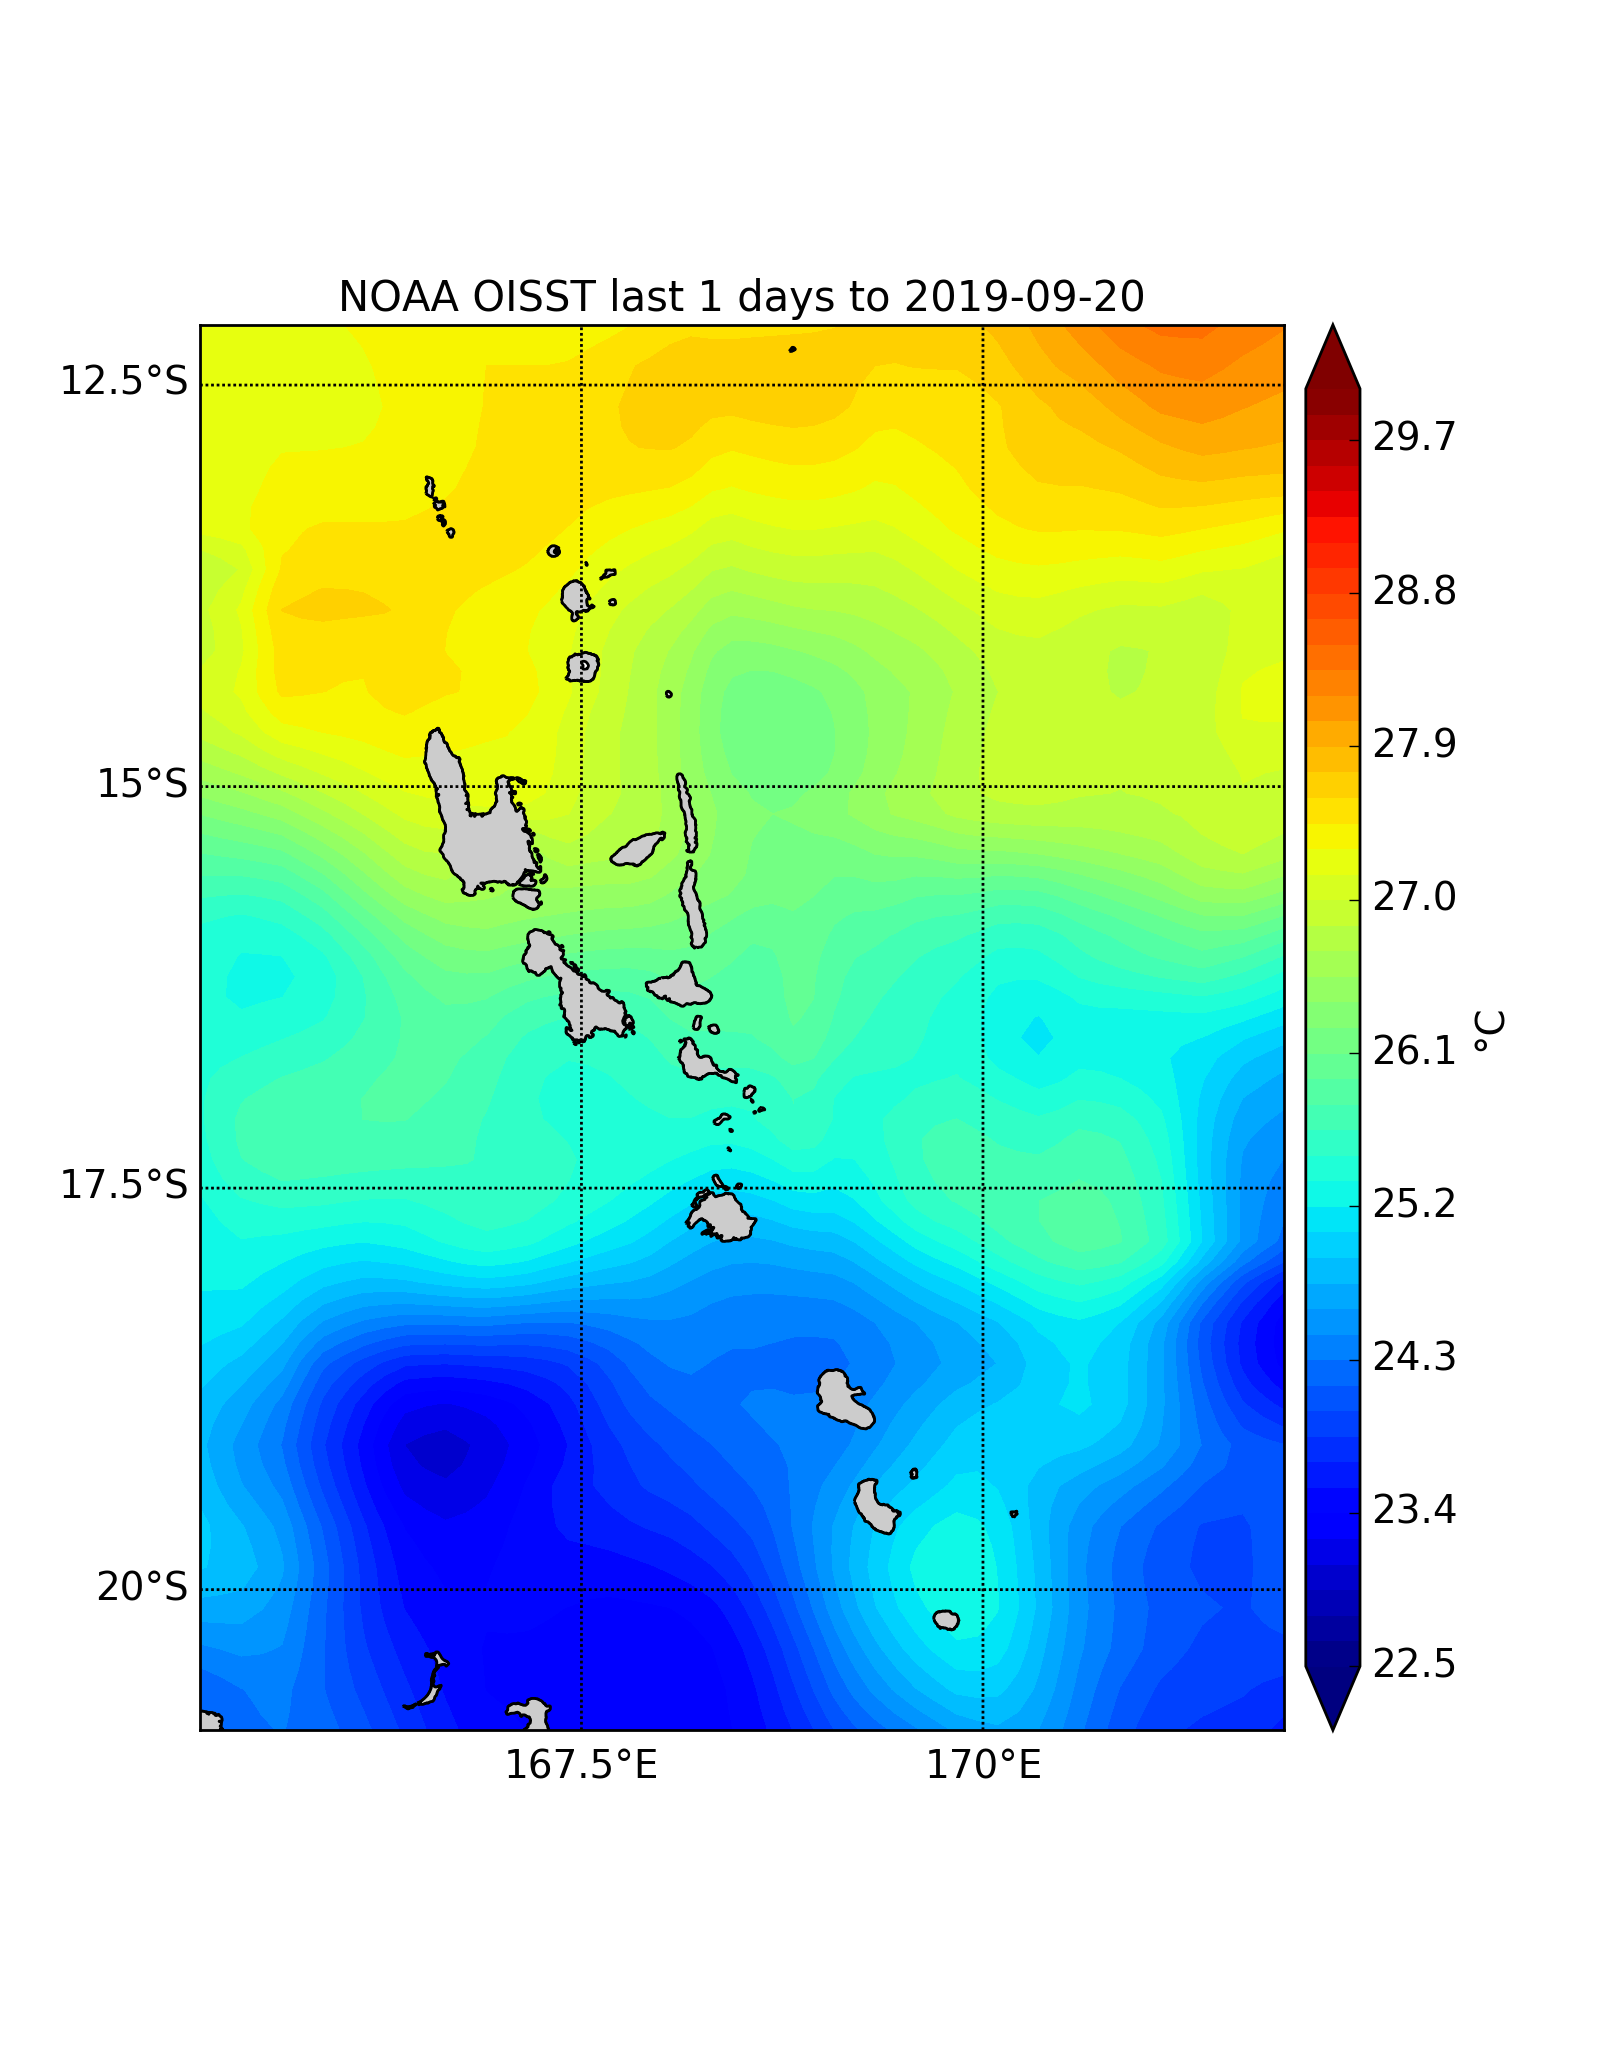 NOAA OISST last 1 days to 2019-09-20
12.5°S
15°S
17.5°S
20°S
167.5°E
170°E
29.7
28.8
27.9
27.0
26.1
25.2
24.3
23.4
22.5
°C